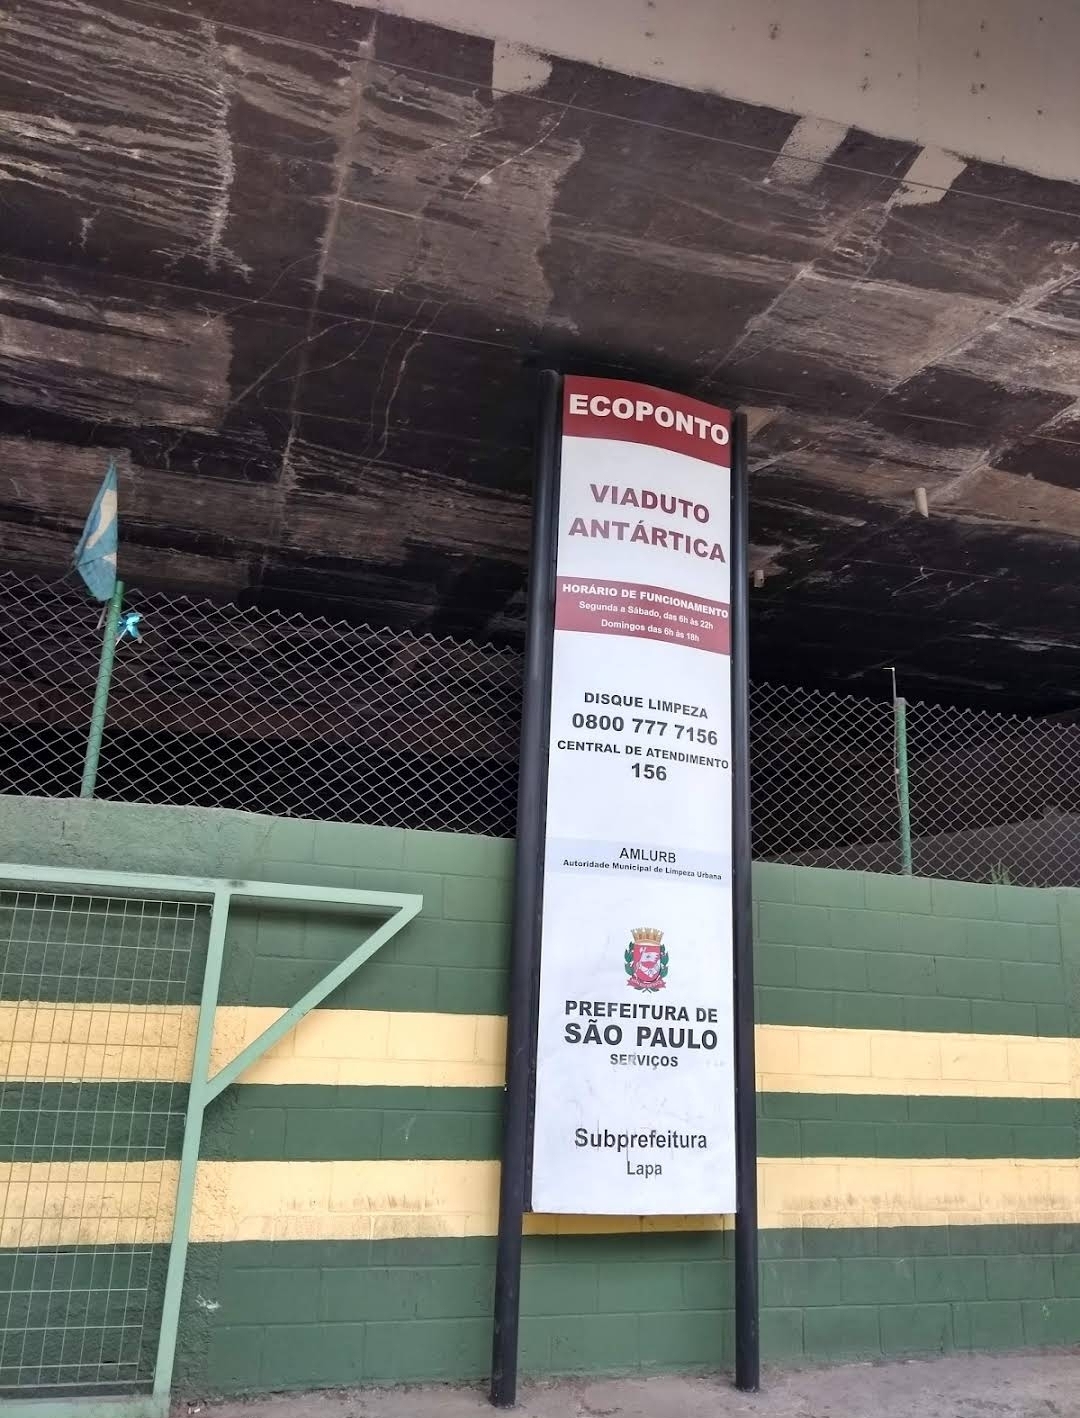 ECOPONTO
VIADUTO
ANTÁRTICA
HORÁRIO DE FUNCIONAMENTO
Segunda a Sábado, das 6h às 22h
Domingos das 6h às 18h
DISQUE LIMPEZA
0800 777 7156
CENTRAL DE ATENDIMENTO
156
AMLURB
Autoridade Municipal de Limpeza Urbana
PREFEITURA DE
SÃO PAULO
SERVIÇOS
Subprefeitura
Lapa